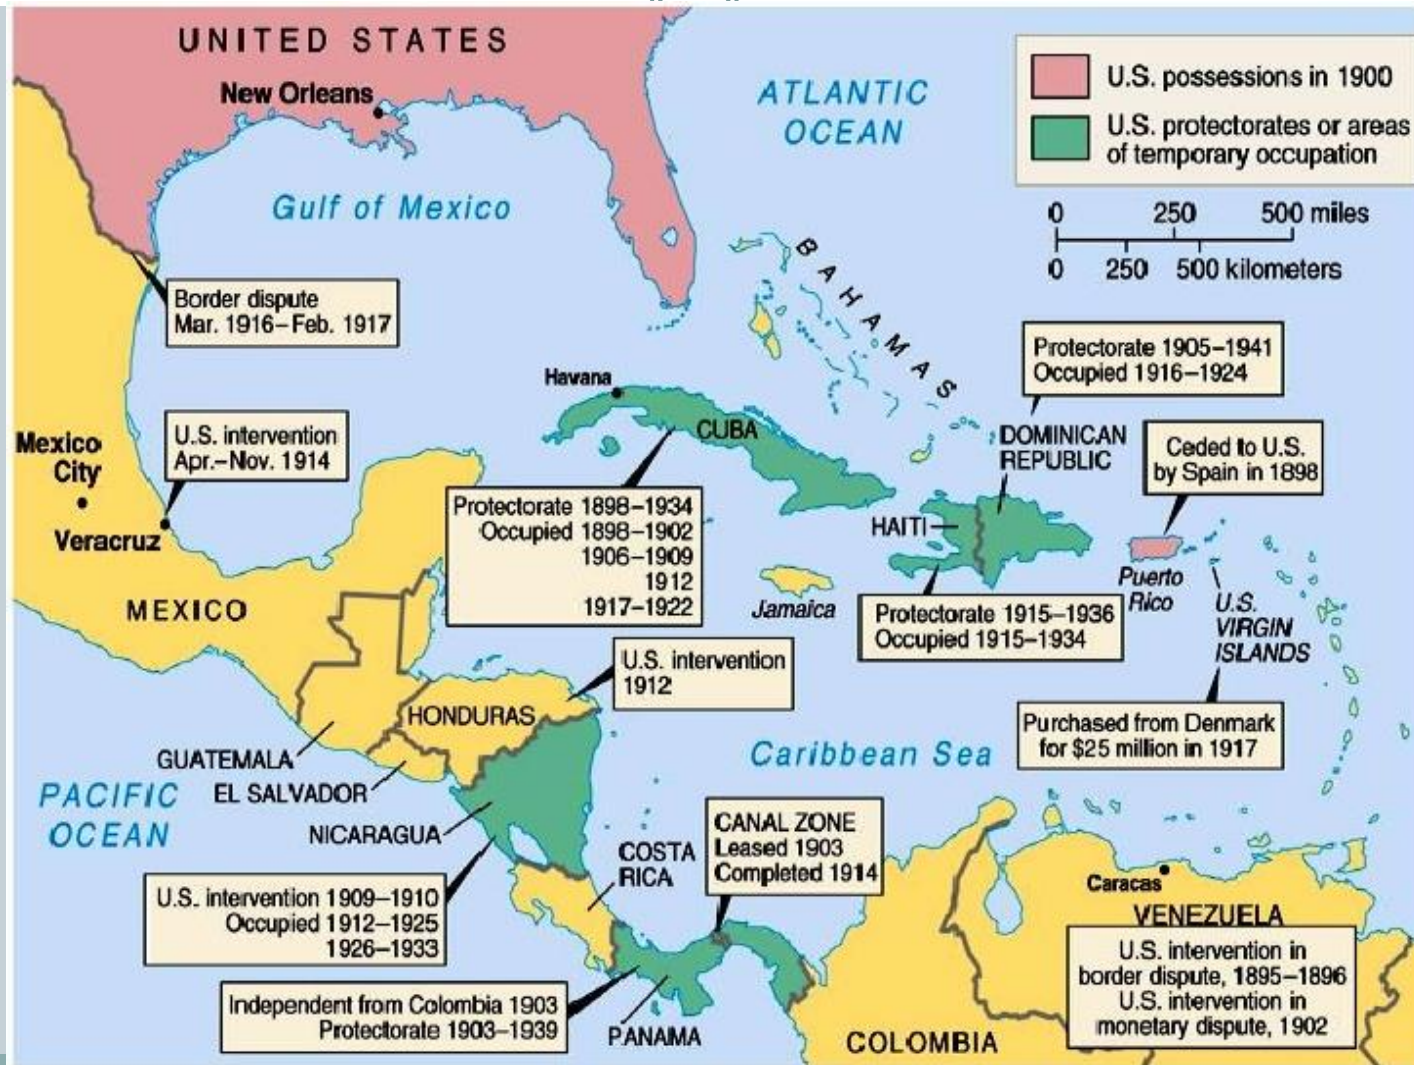 UNITED STATES
New Orleans
ATLANTIC
OCEAN
U.S. possessions in 1900
U.S. protectorates or areas
of temporary occupation
0 250 500 miles
0 250 500 kilometers
Gulf of Mexico
BAHAMAS
Border dispute
Mar. 1916–Feb. 1917
Protectorate 1905–1941
Occupied 1916–1924
Havana
CUBA
DOMINICAN
REPUBLIC
Ceded to U.S.
by Spain in 1898
Mexico
City
U.S. intervention
Apr.–Nov. 1914
Veracruz
Protectorate 1898–1934
Occupied 1898–1902
1906–1909
1912
1917–1922
HAITI
Jamaica
Puerto
Rico
U.S.
VIRGIN
ISLANDS
Protectorate 1915–1936
Occupied 1915–1934
MEXICO
U.S. intervention
1912
HONDURAS
Purchased from Denmark
for $25 million in 1917
GUATEMALA
EL SALVADOR
NICARAGUA
Caribbean Sea
PACIFIC
OCEAN
COSTA
RICA
CANAL ZONE
Leased 1903
Completed 1914
Caracas
VENEZUELA
U.S. intervention in
border dispute, 1895–1896
U.S. intervention in
monetary dispute, 1902
U.S. intervention 1909–1910
Occupied 1912–1925
1926–1933
Independent from Colombia 1903
Protectorate 1903–1939
PANAMA
COLOMBIA